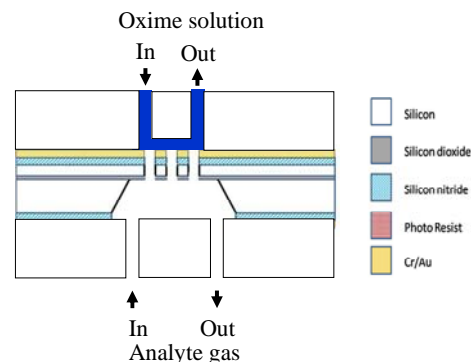 Oxime solution
In Out
Silicon
Silicon dioxide
Silicon nitride
Photo Resist
Cr/Au
In Out
Analyte gas